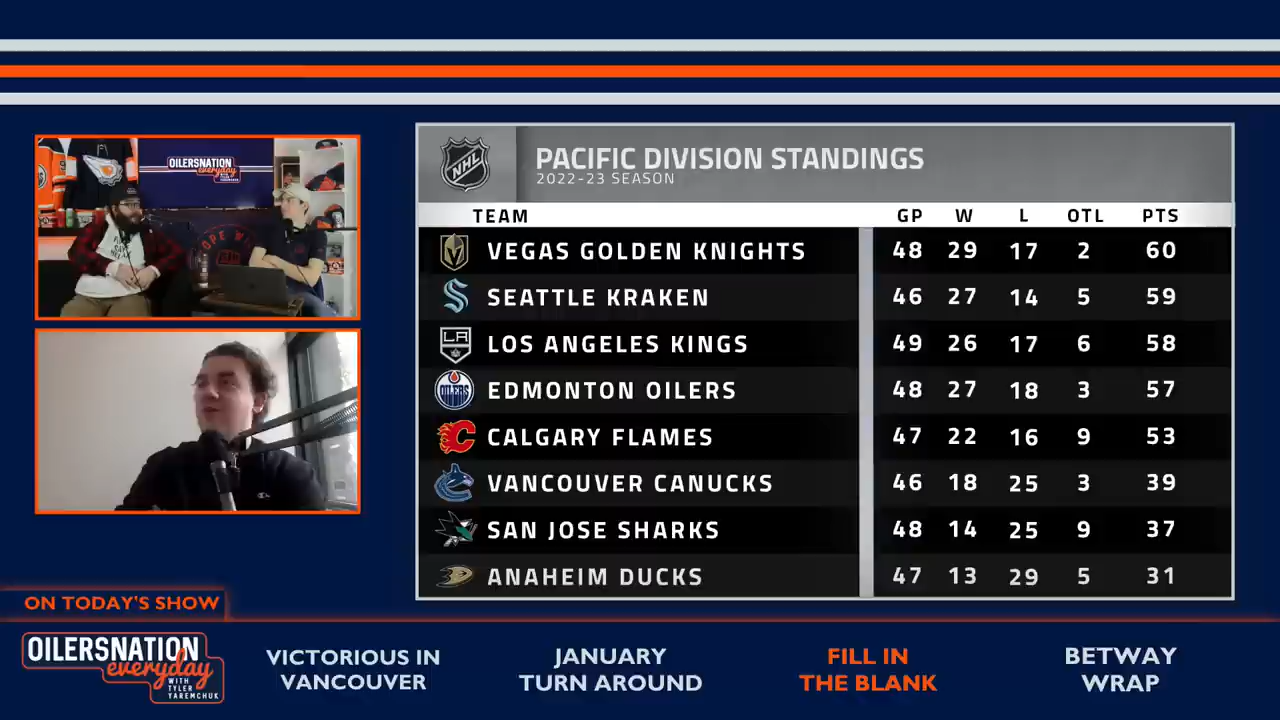 OILERSNATION
everyday
NHL
PACIFIC DIVISION STANDINGS
2022-23 SEASON
TEAM GP W L OTL PTS
VEGAS GOLDEN KNIGHTS 48 29 17 2 60
SEATTLE KRAKEN 46 27 14 5 59
LA LOS ANGELES KINGS 49 26 17 6 58
OILERS EDMONTON OILERS 48 27 18 3 57
CALGARY FLAMES 47 22 16 9 53
VANCOUVER CANUCKS 46 18 25 3 39
SAN JOSE SHARKS 48 14 25 9 37
ANAHEIM DUCKS 47 13 29 5 31
ON TODAY'S SHOW
OILERSNATION
everyday
WITH
TYLER
YAREMCHUK
VICTORIOUS IN
VANCOUVER
JANUARY
TURN AROUND
FILL IN
THE BLANK
BETWAY
WRAP